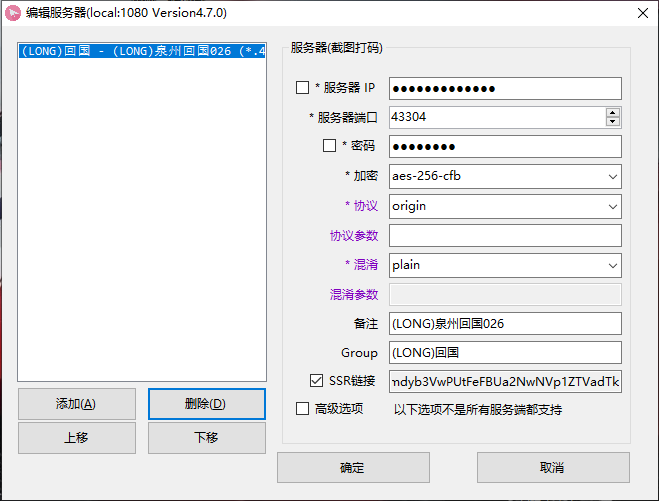 编辑服务器(local:1080 Version4.7.0)
(LONG)回国 - (LONG)泉州回国026 (*.4
服务器(截图打码)
* 服务器 IP ●●●●●●●●●●●●●
* 服务器端口 43304
* 密码 ●●●●●●●●
* 加密 aes-256-cfb
* 协议 origin
协议参数
* 混淆 plain
混淆参数
备注 (LONG)泉州回国026
Group (LONG)回国
SSR链接 ndyb3VwPUtFeFBUa2NwNVp1ZTVadTk
高级选项 以下选项不是所有服务端都支持
添加(A) 删除(D)
上移 下移
确定 取消